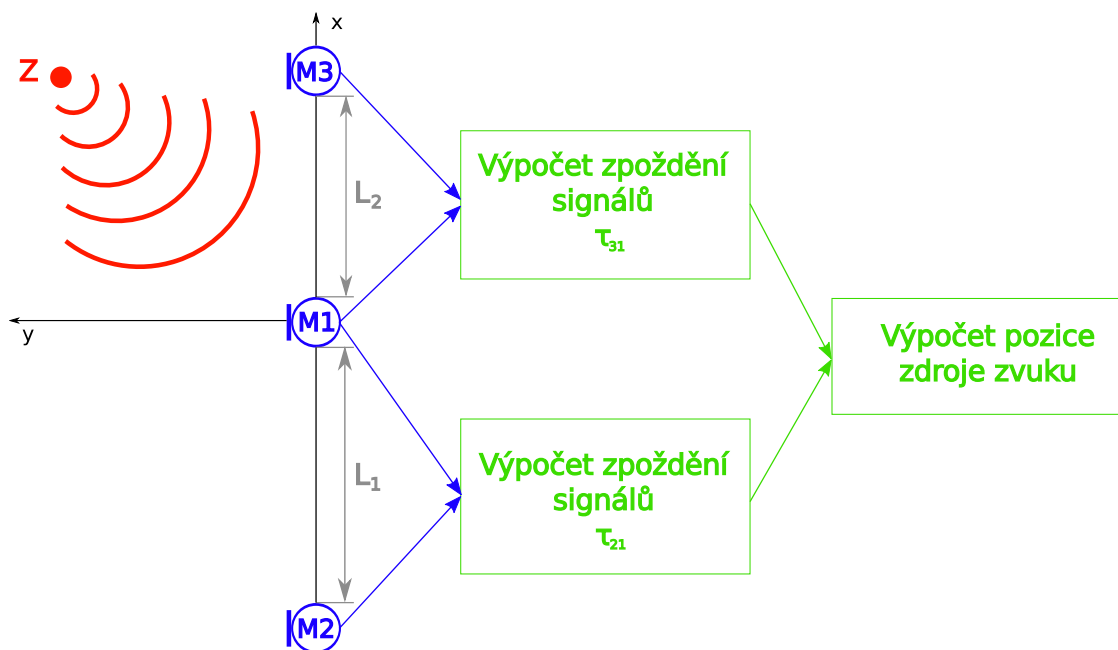 x
Z
M3
L2
Výpočet zpoždění
signálů
τ31
y
M1
Výpočet pozice
zdroje zvuku
L1
Výpočet zpoždění
signálů
τ21
M2